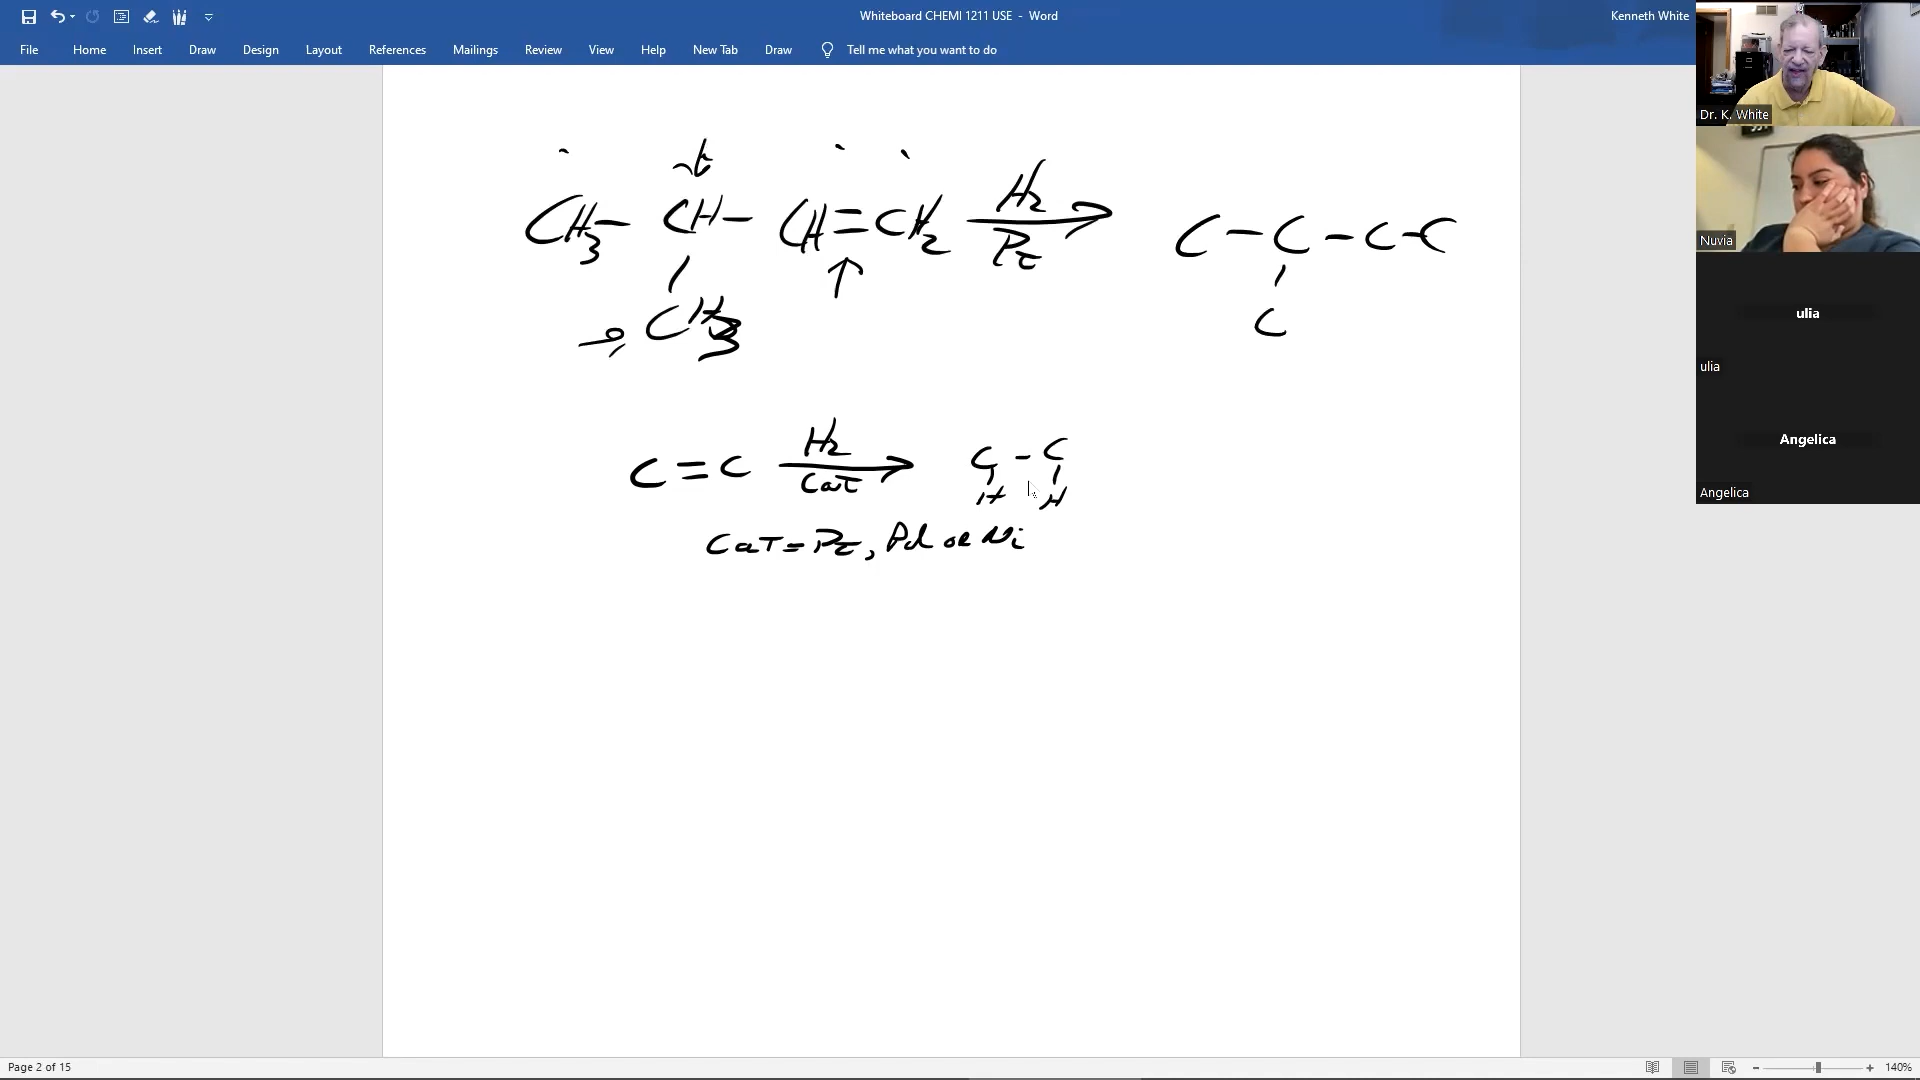 Whiteboard CHEMI 1211 USE - Word
Kenneth White
File Home Insert Draw Design Layout References Mailings Review View Help New Tab Draw Tell me what you want to do
Dr. K. White
Nuvia
ulia
ulia
Angelica
Angelica
H2
CH3 - CH - CH = CH2 → C - C - C - C
Pt
CH3
C
H2
C = C → C - C
Cat
H H
Cat = Pt, Pd or Ni
Page 2 of 15
140%